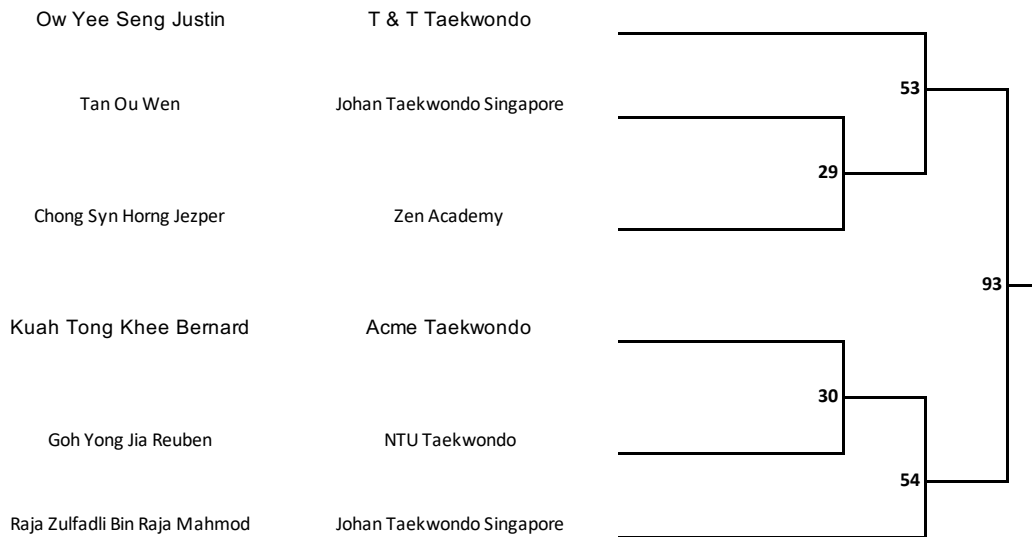 Ow Yee Seng Justin T & T Taekwondo
53
Tan Ou Wen Johan Taekwondo Singapore
29
Chong Syn Horng Jezper Zen Academy
93
Kuah Tong Khee Bernard Acme Taekwondo
30
Goh Yong Jia Reuben NTU Taekwondo
54
Raja Zulfadli Bin Raja Mahmod Johan Taekwondo Singapore